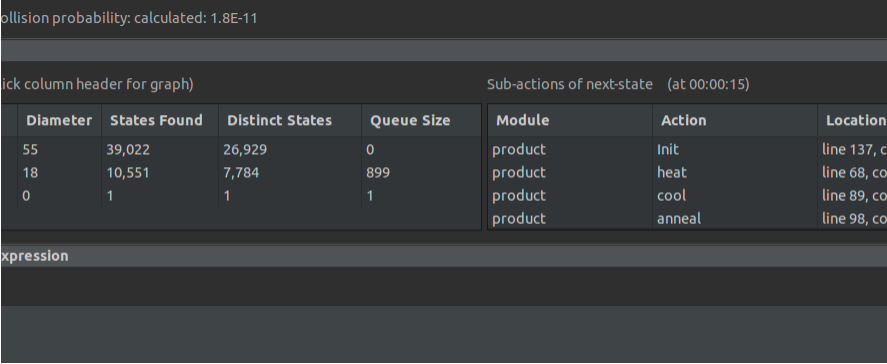 ollision probability: calculated: 1.8E-11
ick column header for graph) Sub-actions of next-state (at 00:00:15)
Diameter States Found Distinct States Queue Size Module Action Location
55 39,022 26,929 0 product Init line 137, c
18 10,551 7,784 899 product heat line 68, co
0 1 1 1 product cool line 89, co
product anneal line 98, co
xpression